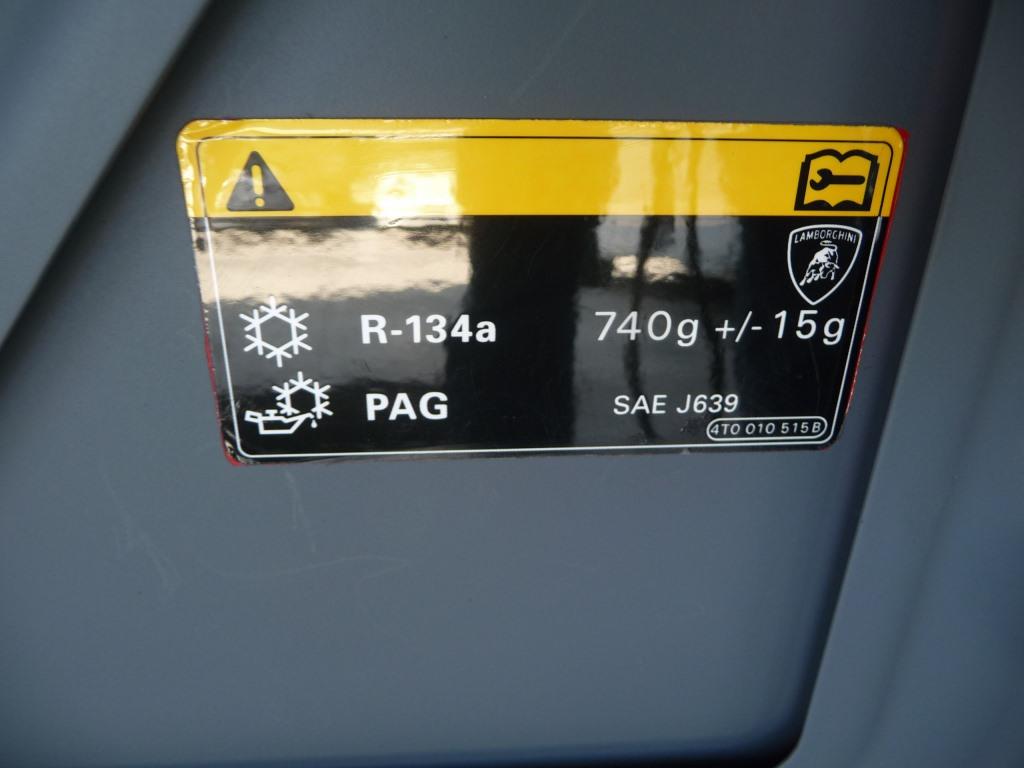 LAMBORGHINI
R-134a 740g +/- 15g
PAG SAE J639
4T0 010 515B